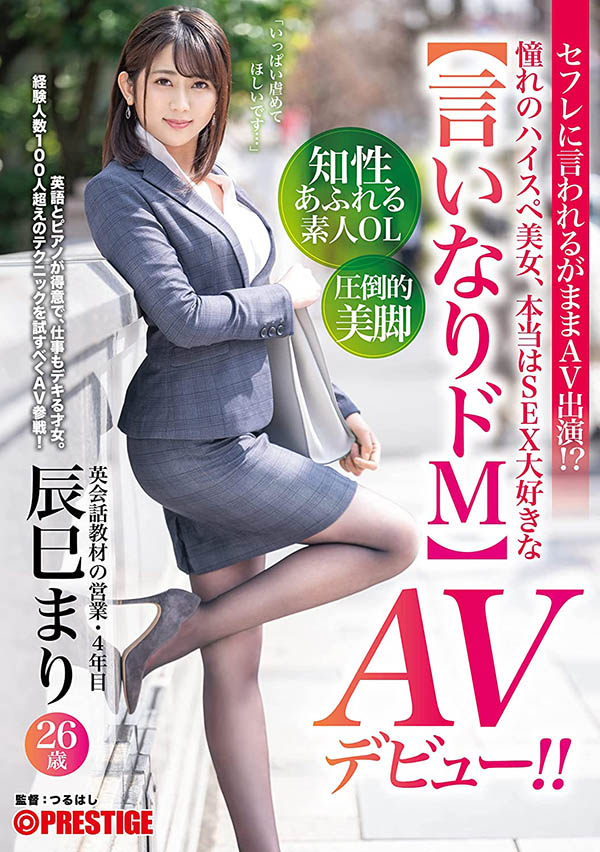 セフレに言われるがままAV出演!?
憧れのハイスペ美女、本当はSEX大好きな
【言いなりドM】
AV
デビュー!!
「いっぱい虐めて
ほしいです…」
知性
あふれる
素人OL
圧倒的
美脚
英語とピアノが得意で、仕事もデキる才女。
経験人数100人超えのテクニックを試すべくAV参戦!
英会話教材の営業・4年目
辰巳まり
26
歳
監督:つるはし
PRESTIGE